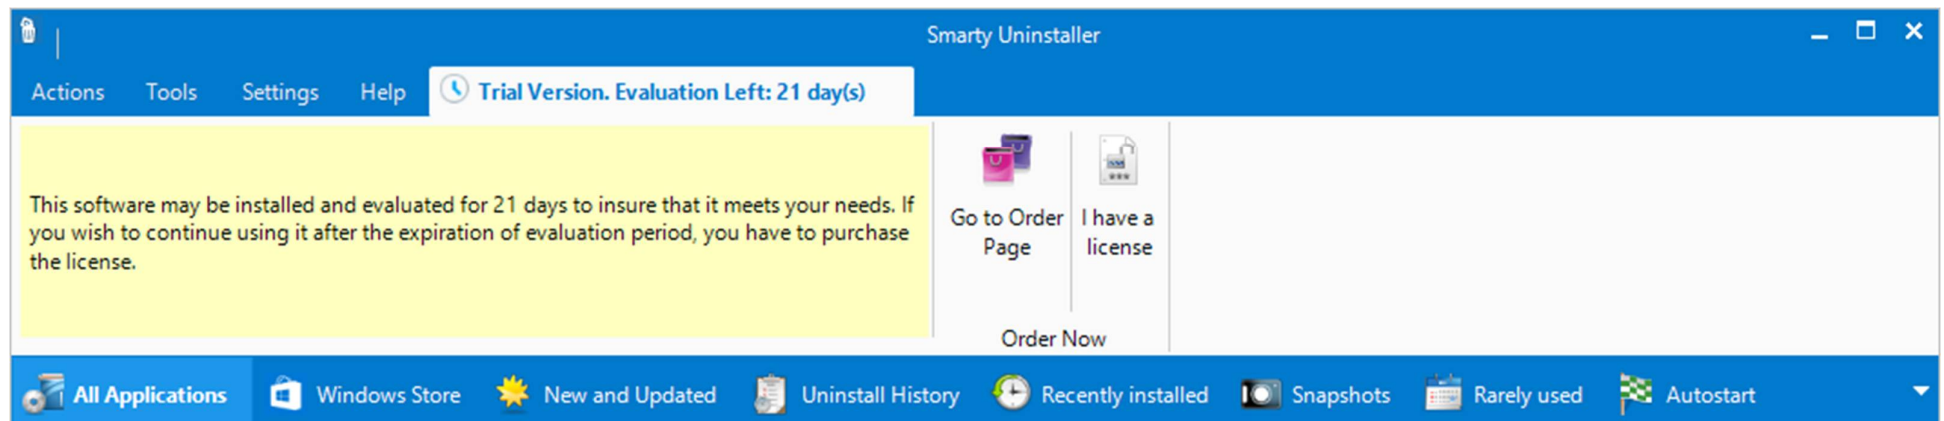 Smarty Uninstaller
Actions Tools Settings Help Trial Version. Evaluation Left: 21 day(s)
This software may be installed and evaluated for 21 days to insure that it meets your needs. If
you wish to continue using it after the expiration of evaluation period, you have to purchase
the license.
Go to Order
Page
I have a
license
Order Now
All Applications Windows Store New and Updated Uninstall History Recently installed Snapshots Rarely used Autostart